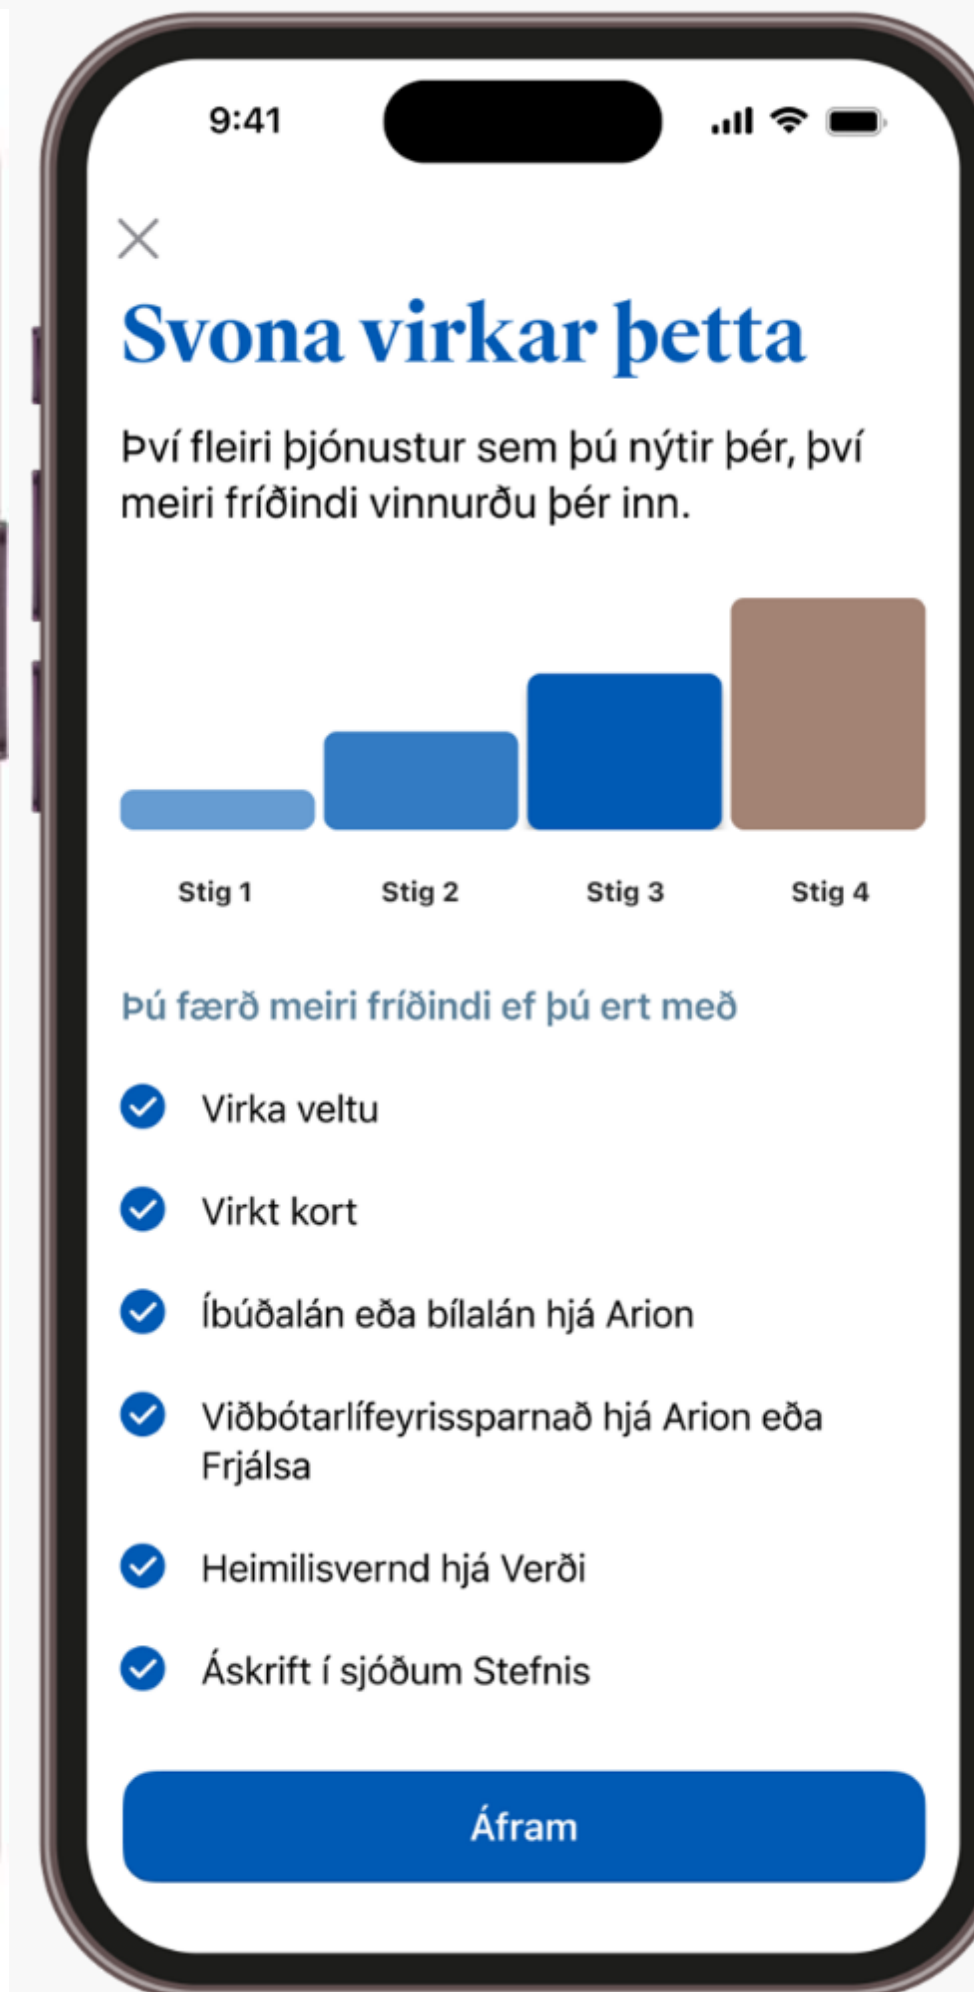 9:41
Svona virkar þetta
Því fleiri þjónustur sem þú nýtir þér, því
meiri fríðindi vinnurðu þér inn.
Stig 1 Stig 2 Stig 3 Stig 4
Þú færð meiri fríðindi ef þú ert með
Virka veltu
Virkt kort
Íbúðalán eða bílalán hjá Arion
Viðbótarlífeyrissparnað hjá Arion eða
Frjálsa
Heimilisvernd hjá Verði
Áskrift í sjóðum Stefnis
Áfram